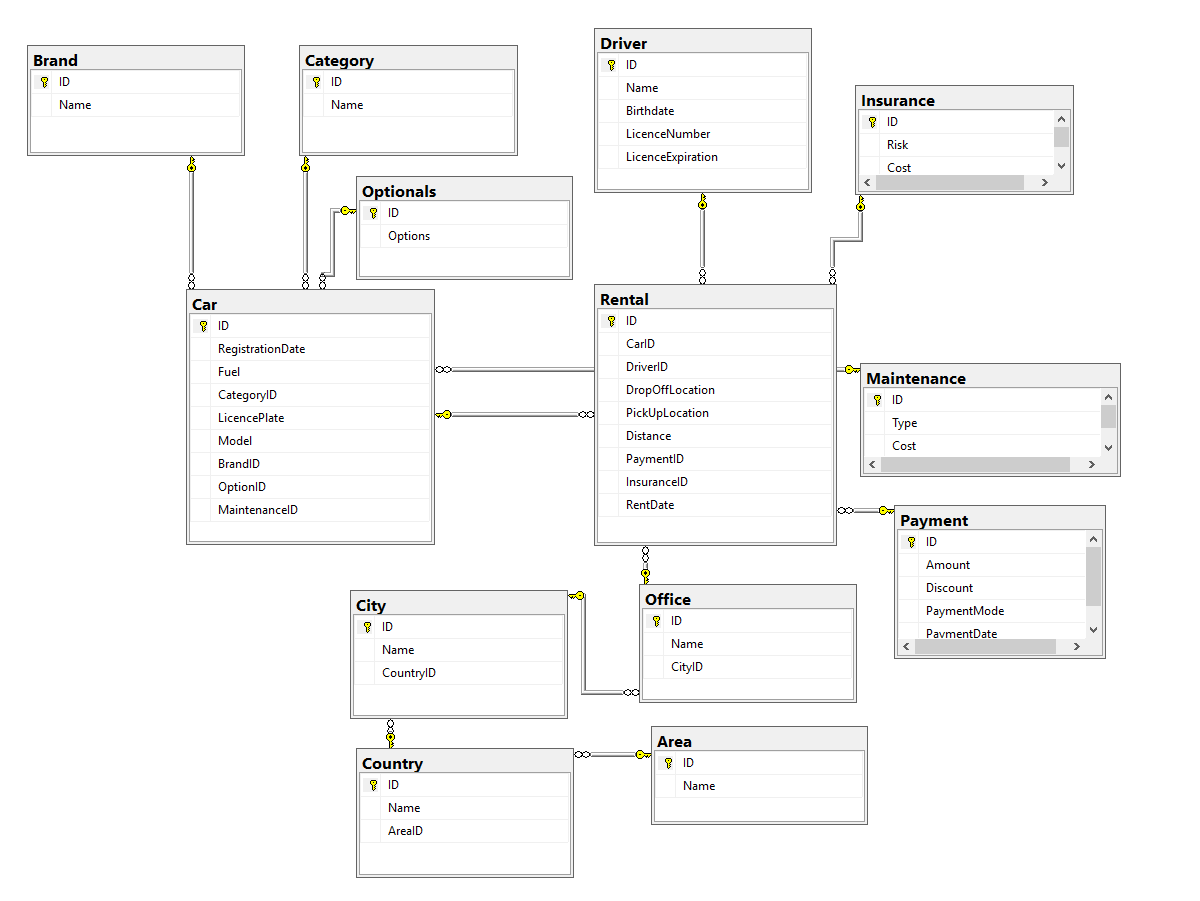 Brand
ID
Name
Category
ID
Name
Driver
ID
Name
Birthdate
LicenceNumber
LicenceExpiration
Insurance
ID
Risk
Cost
Optionals
ID
Options
Car
ID
RegistrationDate
Fuel
CategoryID
LicencePlate
Model
BrandID
OptionID
MaintenanceID
Rental
ID
CarID
DriverID
DropOffLocation
PickUpLocation
Distance
PaymentID
InsuranceID
RentDate
Maintenance
ID
Type
Cost
Payment
ID
Amount
Discount
PaymentMode
PaymentDate
City
ID
Name
CountryID
Office
ID
Name
CityID
Country
ID
Name
AreaID
Area
ID
Name